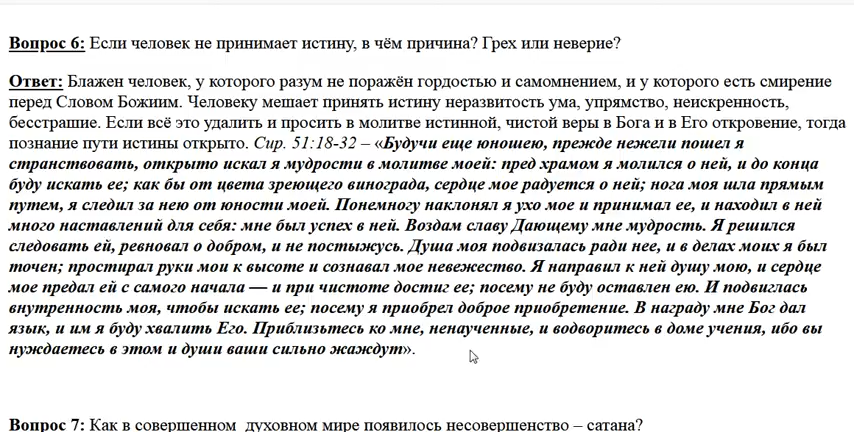 Вопрос 6: Если человек не принимает истину, в чём причина? Грех или неверие?
Ответ: Блажен человек, у которого разум не поражён гордостью и самомнением, и у которого есть смирение
перед Словом Божиим. Человеку мешает принять истину неразвитость ума, упрямство, неискренность,
бесстрашие. Если всё это удалить и просить в молитве истинной, чистой веры в Бога и в Его откровение, тогда
познание пути истины открыто. Сир. 51:18-32 – «Будучи еще юношею, прежде нежели пошел я
странствовать, открыто искал я мудрости в молитве моей: пред храмом я молился о ней, и до конца
буду искать ее; как бы от цвета зреющего винограда, сердце мое радуется о ней; нога моя шла прямым
путем, я следил за нею от юности моей. Понемногу наклонял я ухо мое и принимал ее, и находил в ней
много наставлений для себя: мне был успех в ней. Воздам славу Дающему мне мудрость. Я решился
следовать ей, ревновал о добром, и не постыжусь. Душа моя подвизалась ради нее, и в делах моих я был
точен; простирал руки мои к высоте и сознавал мое невежество. Я направил к ней душу мою, и сердце
мое предал ей с самого начала — и при чистоте достиг ее; посему не буду оставлен ею. И подвиглась
внутренность моя, чтобы искать ее; посему я приобрел доброе приобретение. В награду мне Бог дал
язык, и им я буду хвалить Его. Приблизьтесь ко мне, ненаученные, и водворитесь в доме учения, ибо вы
нуждаетесь в этом и души ваши сильно жаждут».
Вопрос 7: Как в совершенном духовном мире появилось несовершенство – сатана?